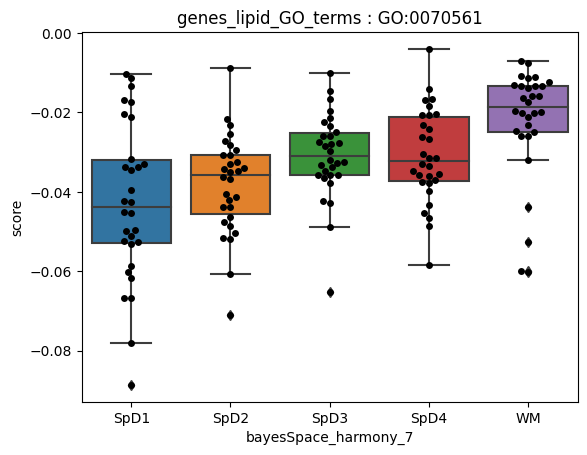 genes_lipid_GO_terms : GO:0070561
0.00
−0.02
−0.04
−0.06
−0.08
score
SpD1 SpD2 SpD3 SpD4 WM
bayesSpace_harmony_7